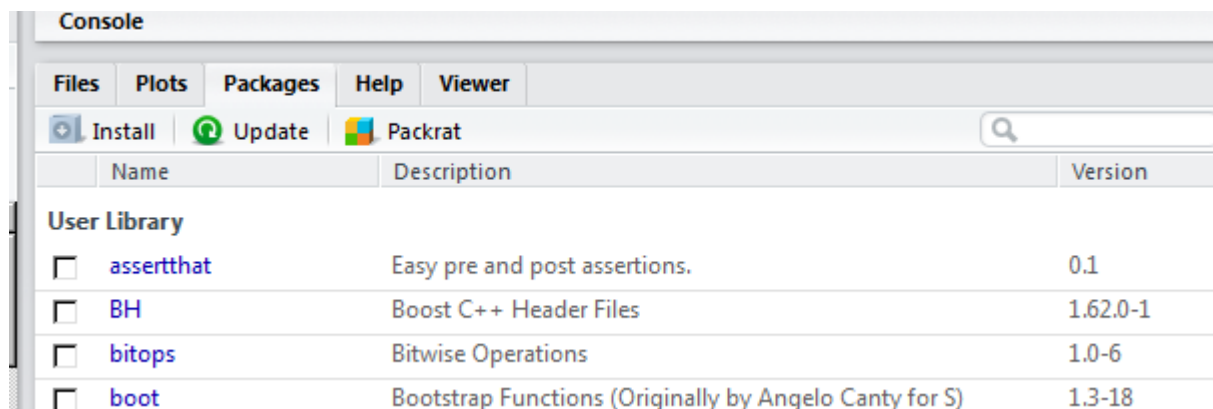 Console
Files Plots Packages Help Viewer
Install Update Packrat
Name Description Version
User Library
assertthat Easy pre and post assertions. 0.1
BH Boost C++ Header Files 1.62.0-1
bitops Bitwise Operations 1.0-6
boot Bootstrap Functions (Originally by Angelo Canty for S) 1.3-18